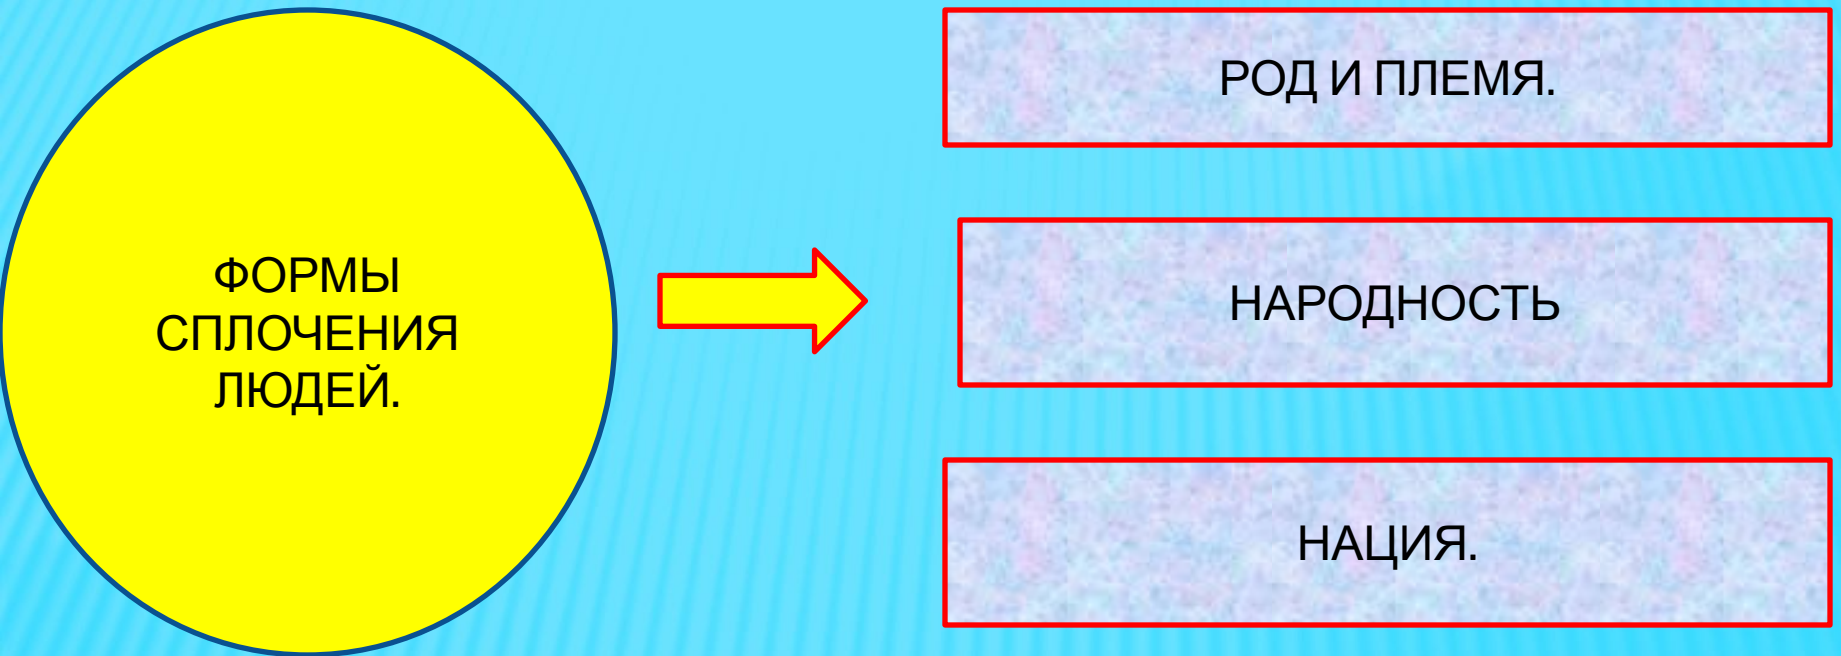 ФОРМЫ
СПЛОЧЕНИЯ
ЛЮДЕЙ.
РОД И ПЛЕМЯ.
НАРОДНОСТЬ
НАЦИЯ.